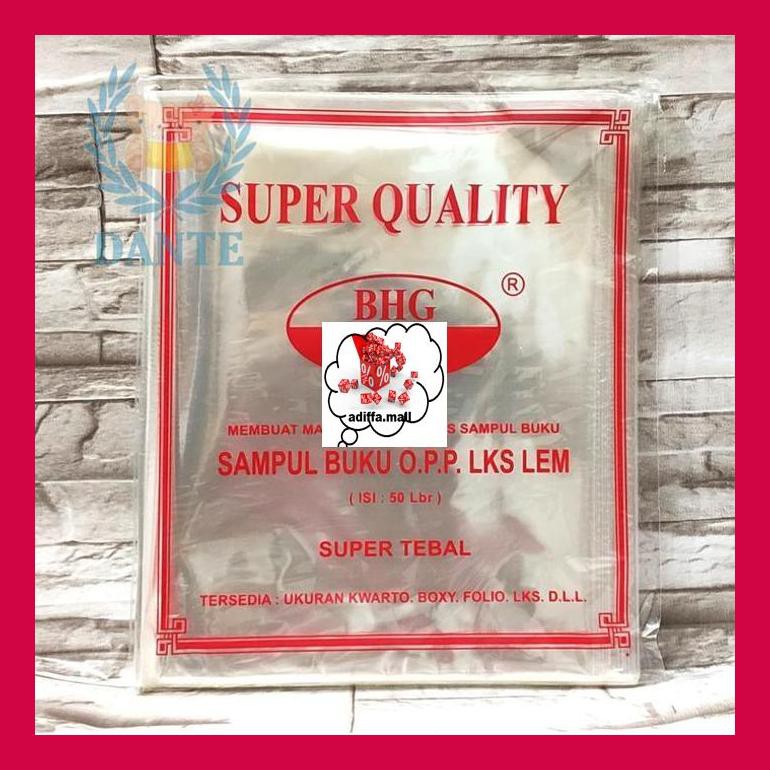 SUPER QUALITY
DANTE
BHG
®
adiffa.mall
MEMBUAT SAMPUL BUKU
SAMPUL BUKU O.P.P. LKS LEM
( ISI : 50 Lbr )
SUPER TEBAL
TERSEDIA : UKURAN KWARTO. BOXY. FOLIO. LKS. D.L.L.